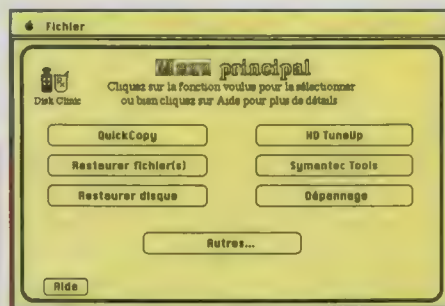 Fichier
Menu principal
Cliquez sur la fonction voulue pour la sélectionner
ou bien cliquez sur Aide pour plus de détails
Disk Clinic
QuickCopy
HD TuneUp
Restaurer fichier(s)
Symantec Tools
Restaurer disque
Dépannage
Autres...
Aide